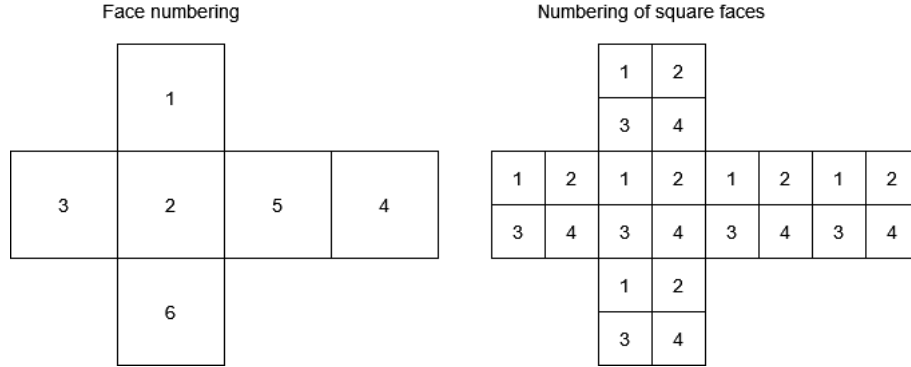 Face numbering
Numbering of square faces
1
3 2 5 4
6
1 2
3 4
1 2 1 2 1 2 1 2
3 4 3 4 3 4 3 4
1 2
3 4